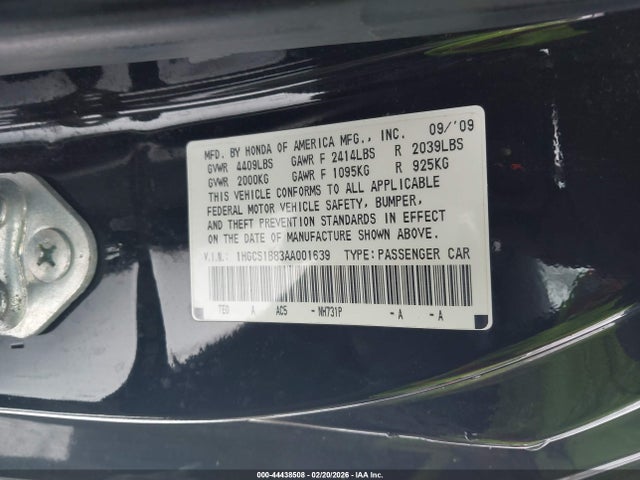 MFD. BY HONDA OF AMERICA MFG., INC. 09/'09
GVWR 4409LBS GAWR F 2414LBS R 2039LBS
GVWR 2000KG GAWR F 1095KG R 925KG
THIS VEHICLE CONFORMS TO ALL APPLICABLE
FEDERAL MOTOR VEHICLE SAFETY, BUMPER,
AND THEFT PREVENTION STANDARDS IN EFFECT
ON THE DATE OF MANUFACTURE SHOWN ABOVE.
V.I.N.: 1HGCS1B83AA001639 TYPE: PASSENGER CAR
TE0 A AC5 - NH731P - A - A
000-44438508 - 02/20/2026 - IAA Inc.